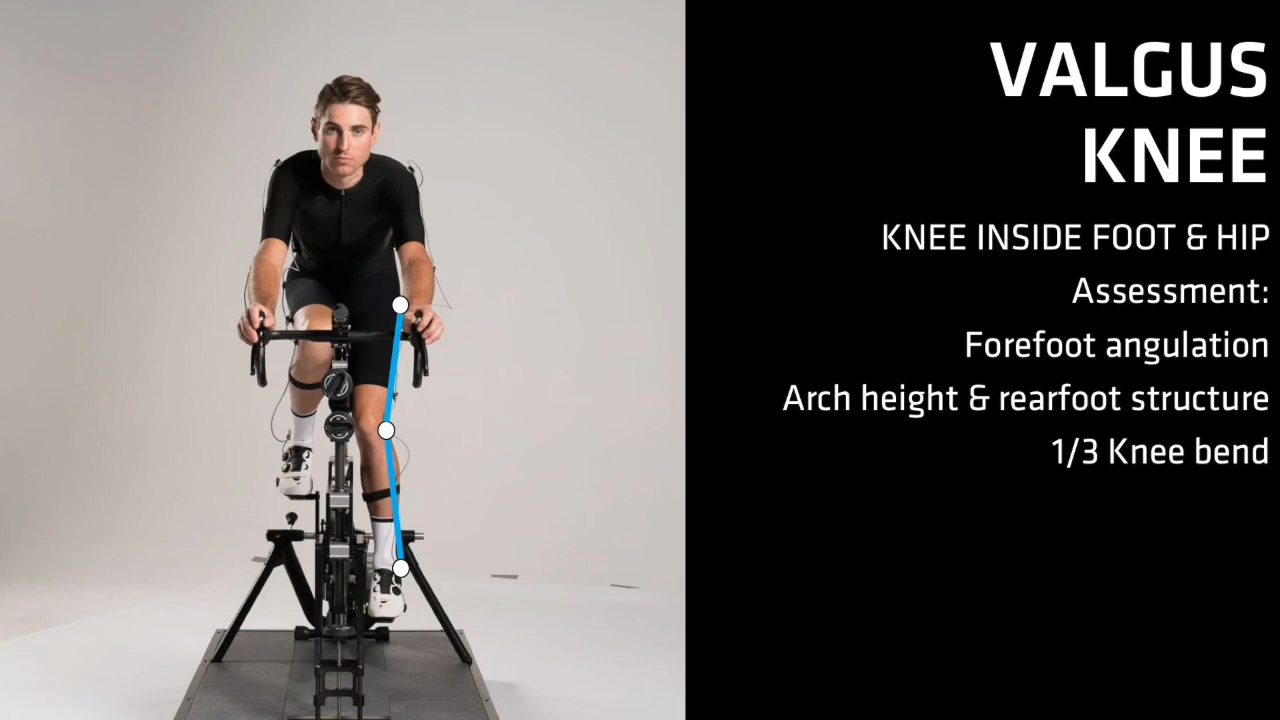 VALGUS
KNEE
KNEE INSIDE FOOT & HIP
Assessment:
Forefoot angulation
Arch height & rearfoot structure
1/3 Knee bend